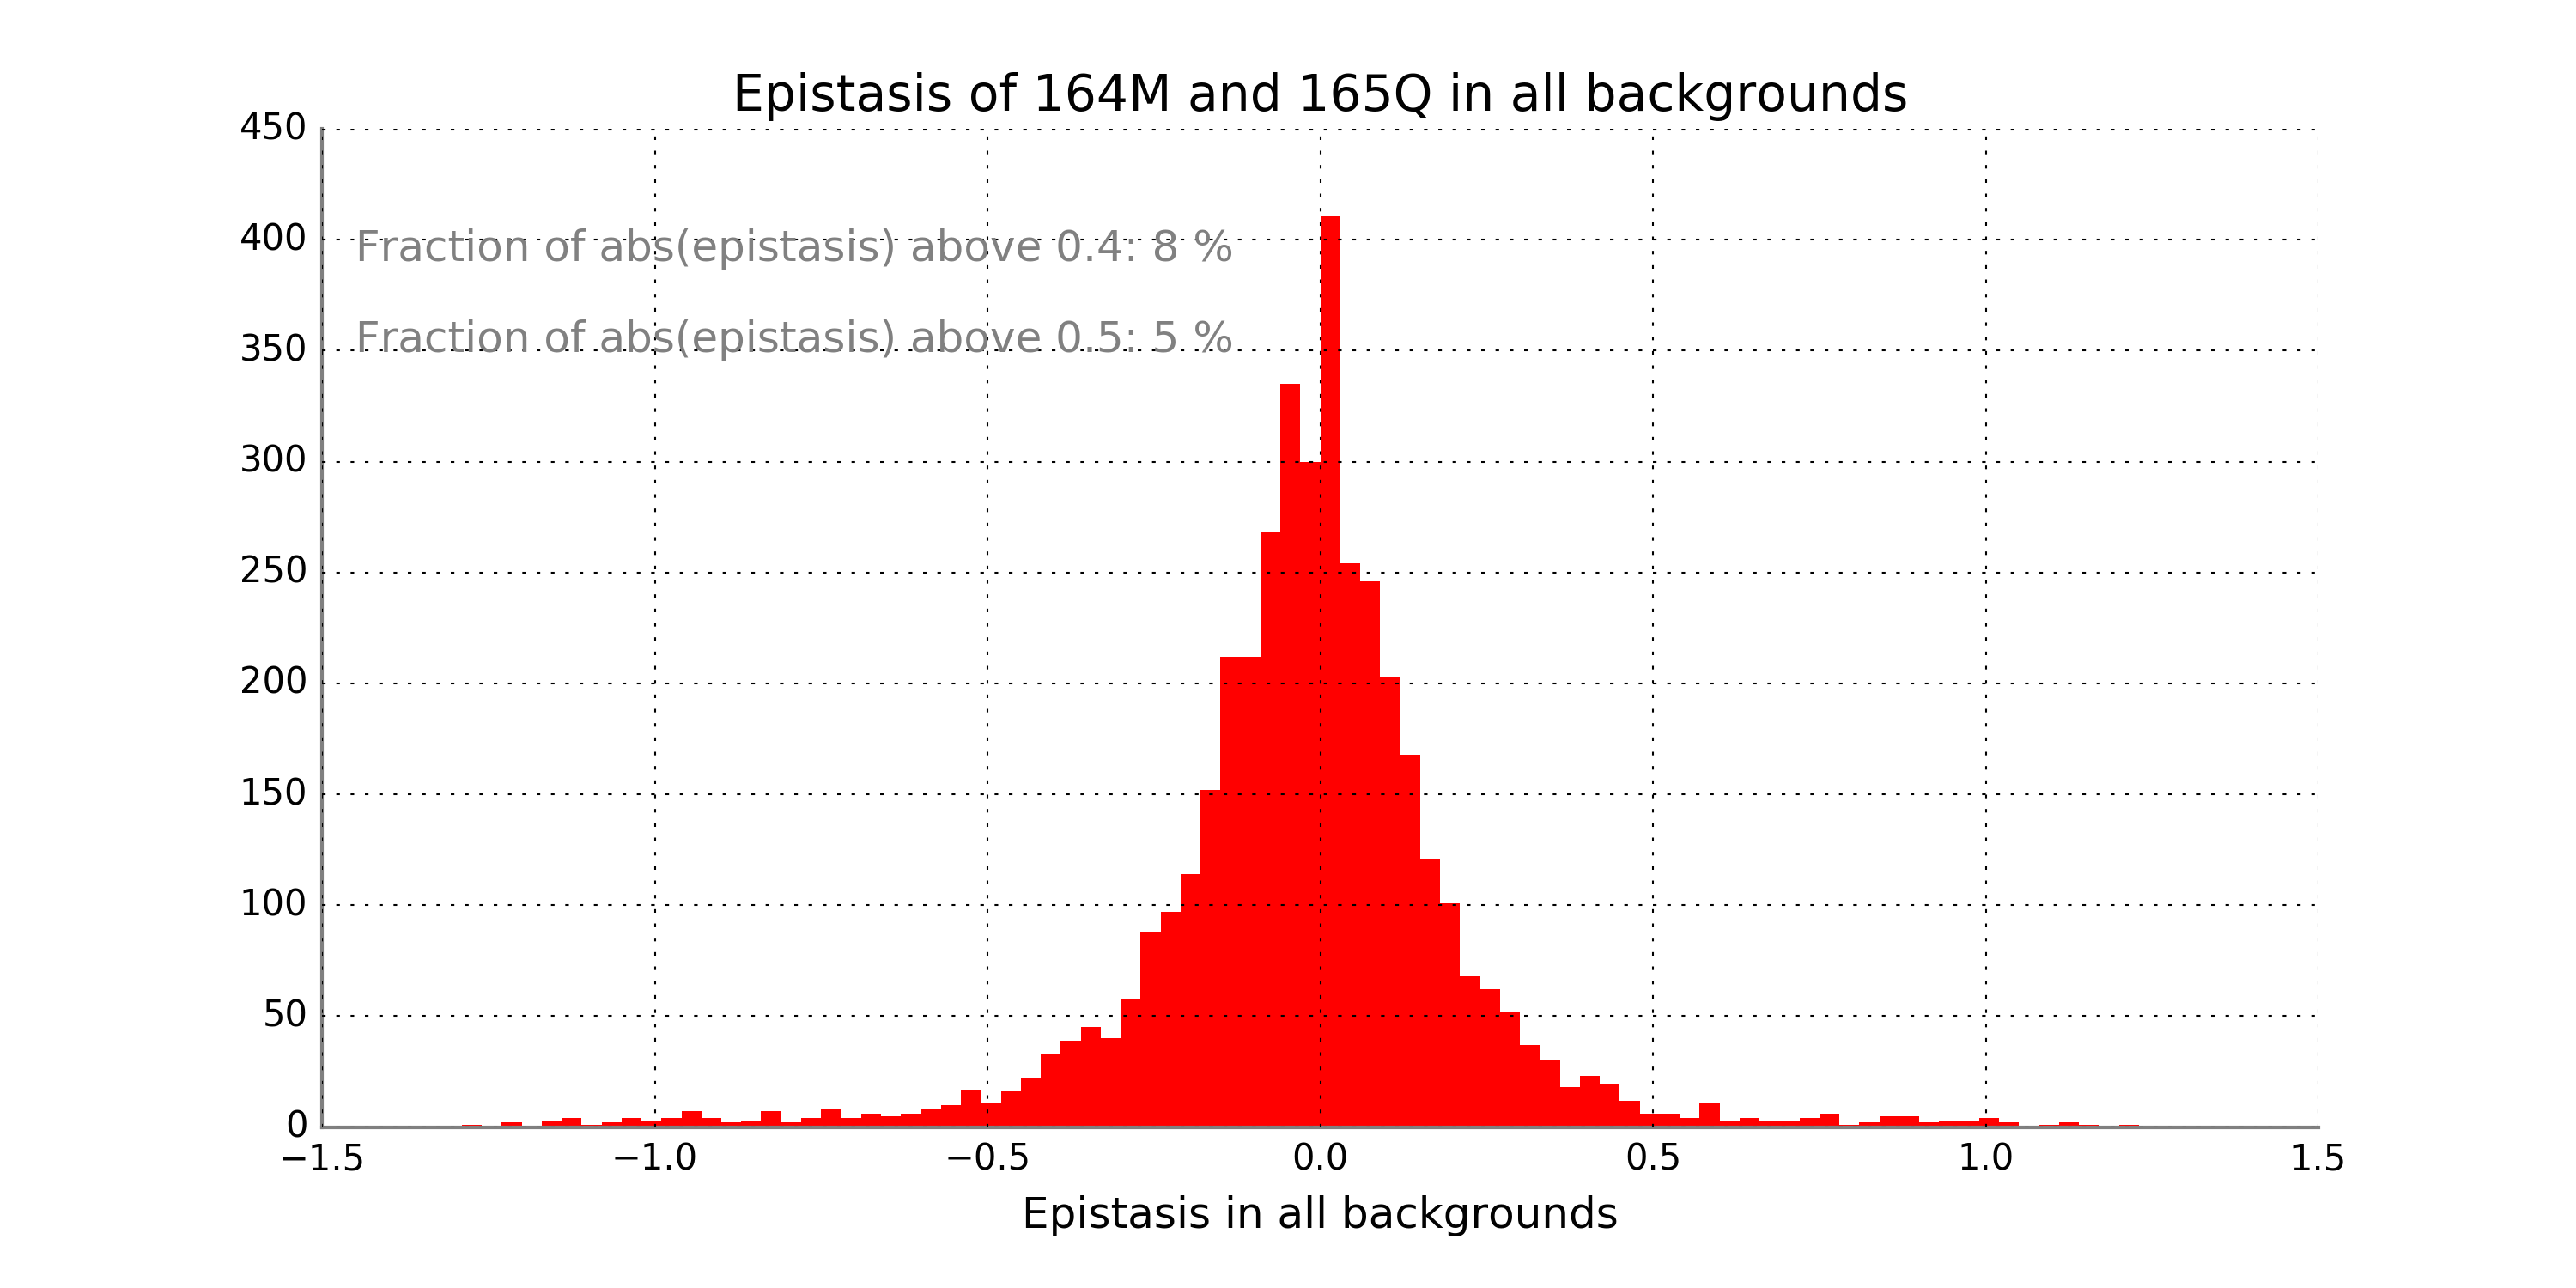 Epistasis of 164M and 165Q in all backgrounds
450
400
Fraction of abs(epistasis) above 0.4: 8 %
350
Fraction of abs(epistasis) above 0.5: 5 %
300
250
200
150
100
50
0
−1.5 −1.0 −0.5 0.0 0.5 1.0 1.5
Epistasis in all backgrounds